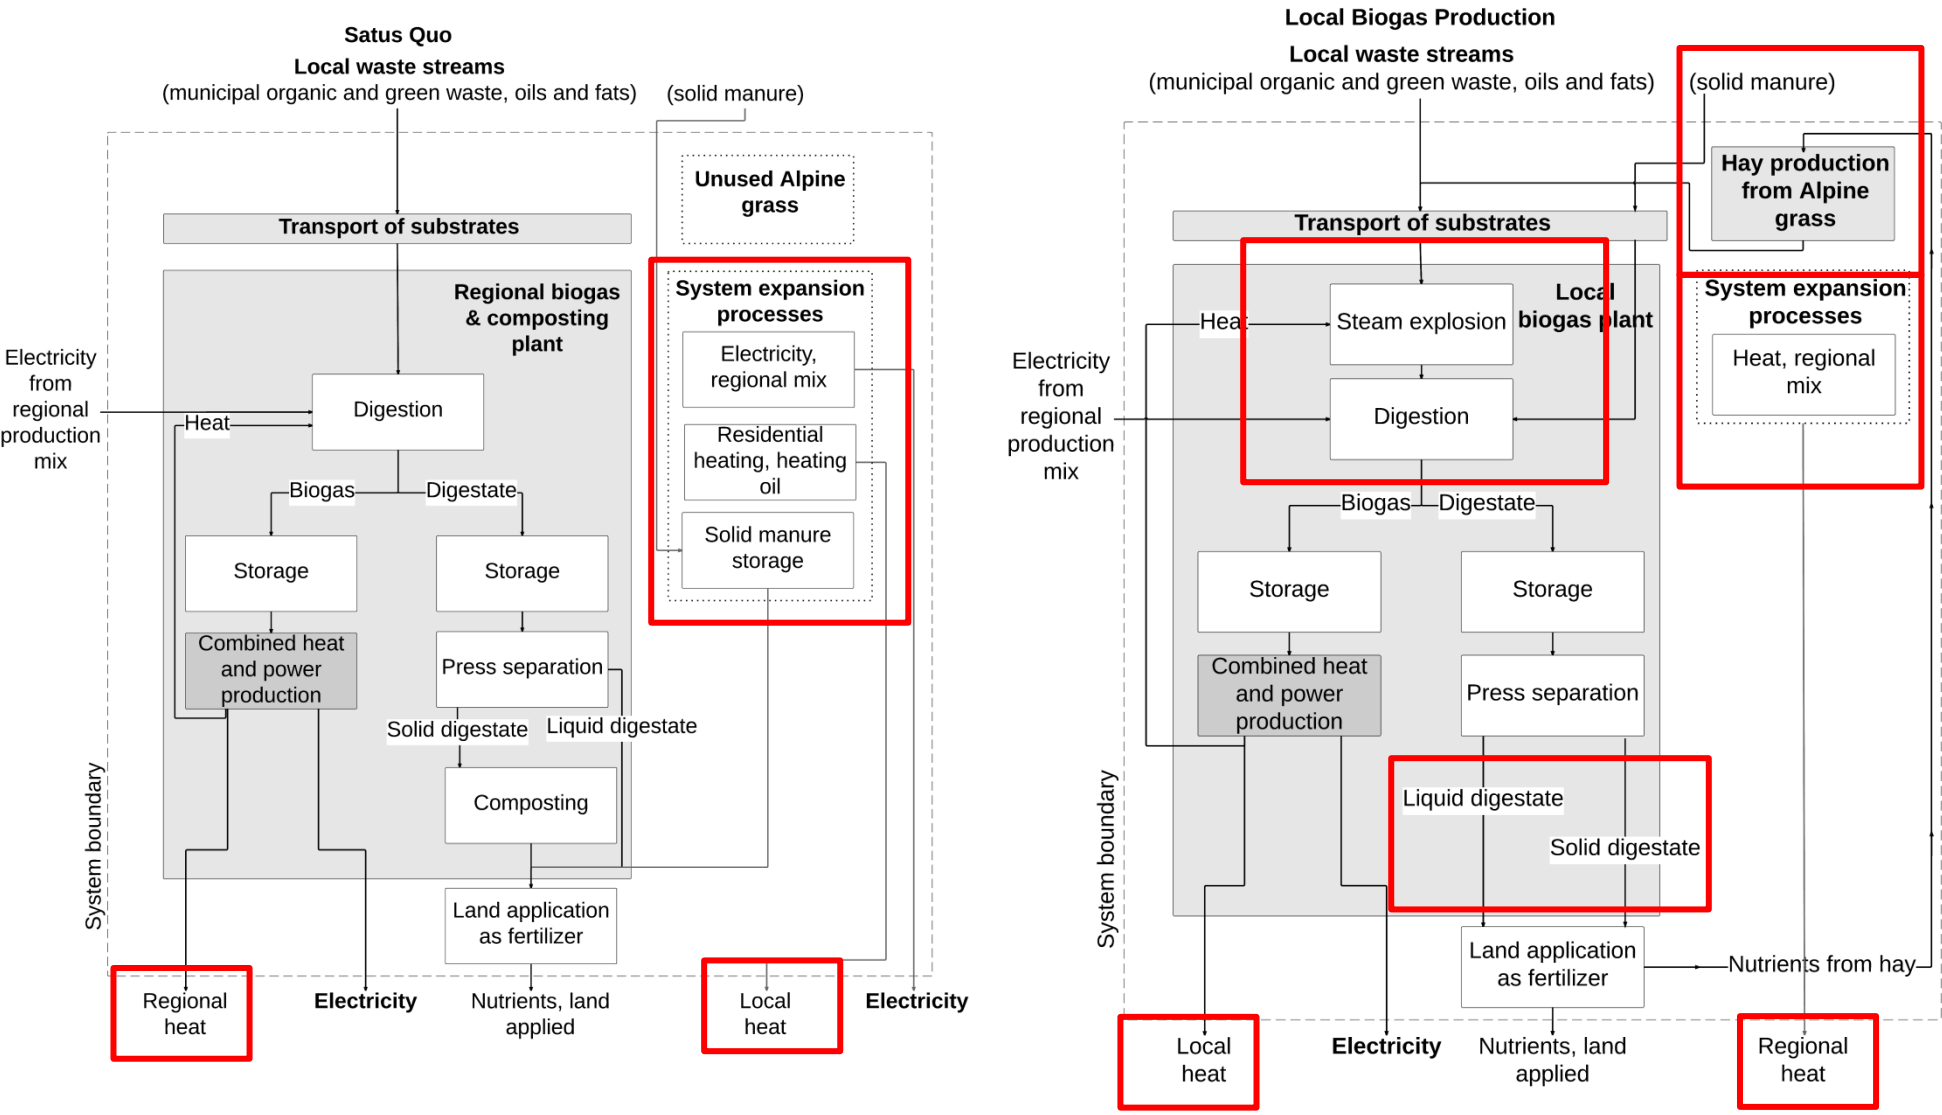 Satus Quo
Local waste streams
(municipal organic and green waste, oils and fats)
(solid manure)
Unused Alpine
grass
Transport of substrates
Regional biogas
& composting
plant
System expansion
processes
Electricity,
regional mix
Residential
heating, heating
oil
Solid manure
storage
Electricity
from
regional
production
mix
Heat
Digestion
Biogas
Digestate
Storage
Storage
Combined heat
and power
production
Press separation
Solid digestate
Liquid digestate
Composting
Land application
as fertilizer
System boundary
Regional
heat
Electricity
Nutrients, land
applied
Local
heat
Electricity
Local Biogas Production
Local waste streams
(municipal organic and green waste, oils and fats)
(solid manure)
Hay production
from Alpine
grass
Transport of substrates
Local
biogas plant
System expansion
processes
Heat, regional
mix
Heat
Steam explosion
Electricity
from
regional
production
mix
Digestion
Biogas
Digestate
Storage
Storage
Combined heat
and power
production
Press separation
Liquid digestate
Solid digestate
Land application
as fertilizer
Nutrients from hay
System boundary
Local
heat
Electricity
Nutrients, land
applied
Regional
heat